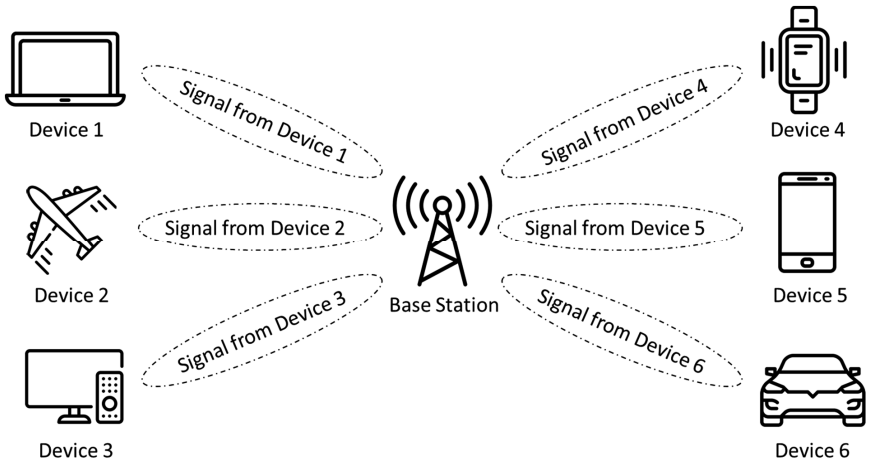 Device 1
Signal from Device 1
Signal from Device 4
Device 4
Device 2
Signal from Device 2
Base Station
Signal from Device 5
Device 5
Device 3
Signal from Device 3
Signal from Device 6
Device 6